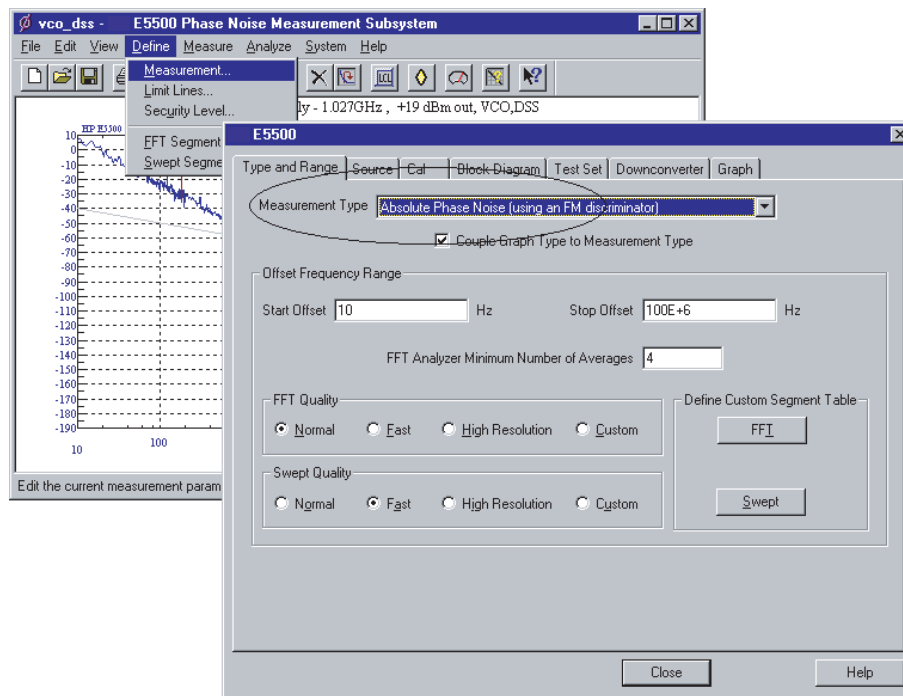 vco_dss - E5500 Phase Noise Measurement Subsystem
File Edit View Define Measure Analyze System Help
Measurement...
Limit Lines...
Security Level...
FFT Segment
Swept Segme
ly - 1.027GHz , +19 dBm out, VCO,DSS
HP E5500
10
0
-10
-20
-30
-40
-50
-60
-70
-80
-90
-100
-110
-120
-130
-140
-150
-160
-170
-180
-190
10 100
Edit the current measurement param
E5500
Type and Range Source Cal Block Diagram Test Set Downconverter Graph
Measurement Type Absolute Phase Noise (using an FM discriminator)
Couple Graph Type to Measurement Type
Offset Frequency Range
Start Offset 10 Hz Stop Offset 100E+6 Hz
FFT Analyzer Minimum Number of Averages 4
FFT Quality
Normal Fast High Resolution Custom
Swept Quality
Normal Fast High Resolution Custom
Define Custom Segment Table
FFT
Swept
Close Help